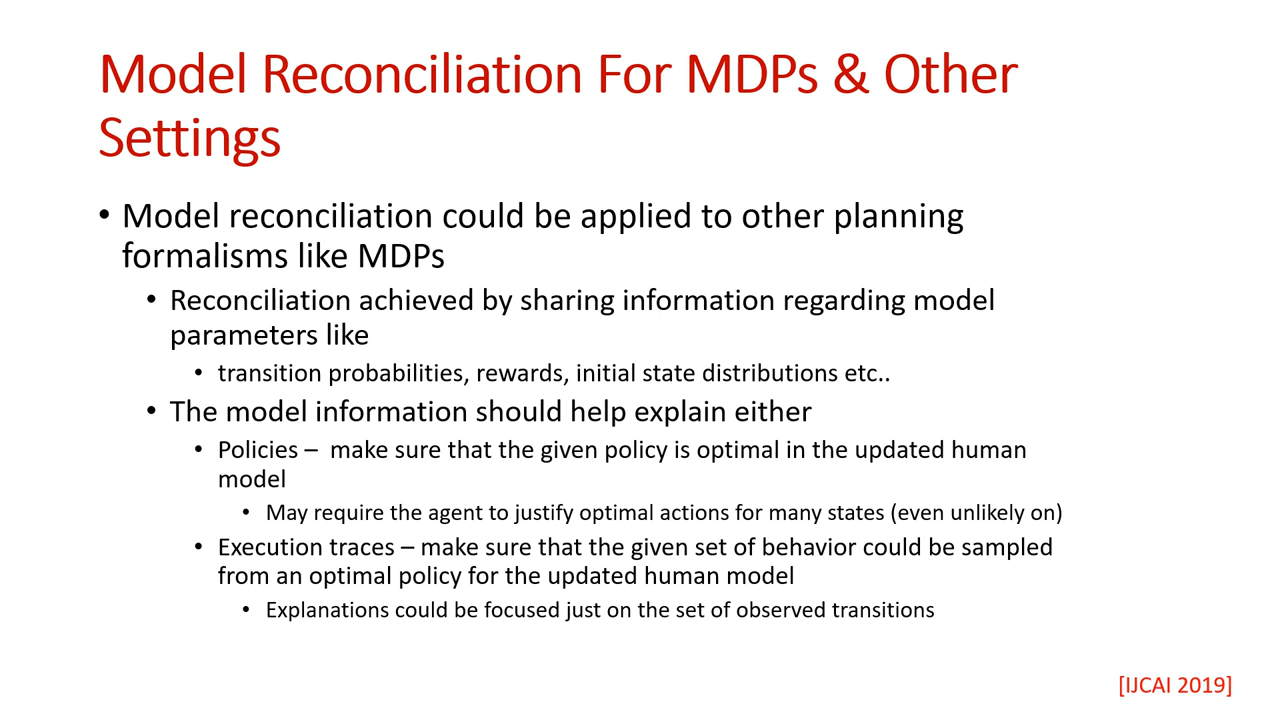 Model Reconciliation For MDPs & Other
Settings
• Model reconciliation could be applied to other planning
formalisms like MDPs
• Reconciliation achieved by sharing information regarding model
parameters like
• transition probabilities, rewards, initial state distributions etc..
• The model information should help explain either
• Policies – make sure that the given policy is optimal in the updated human
model
• May require the agent to justify optimal actions for many states (even unlikely on)
• Execution traces – make sure that the given set of behavior could be sampled
from an optimal policy for the updated human model
• Explanations could be focused just on the set of observed transitions
[IJCAI 2019]